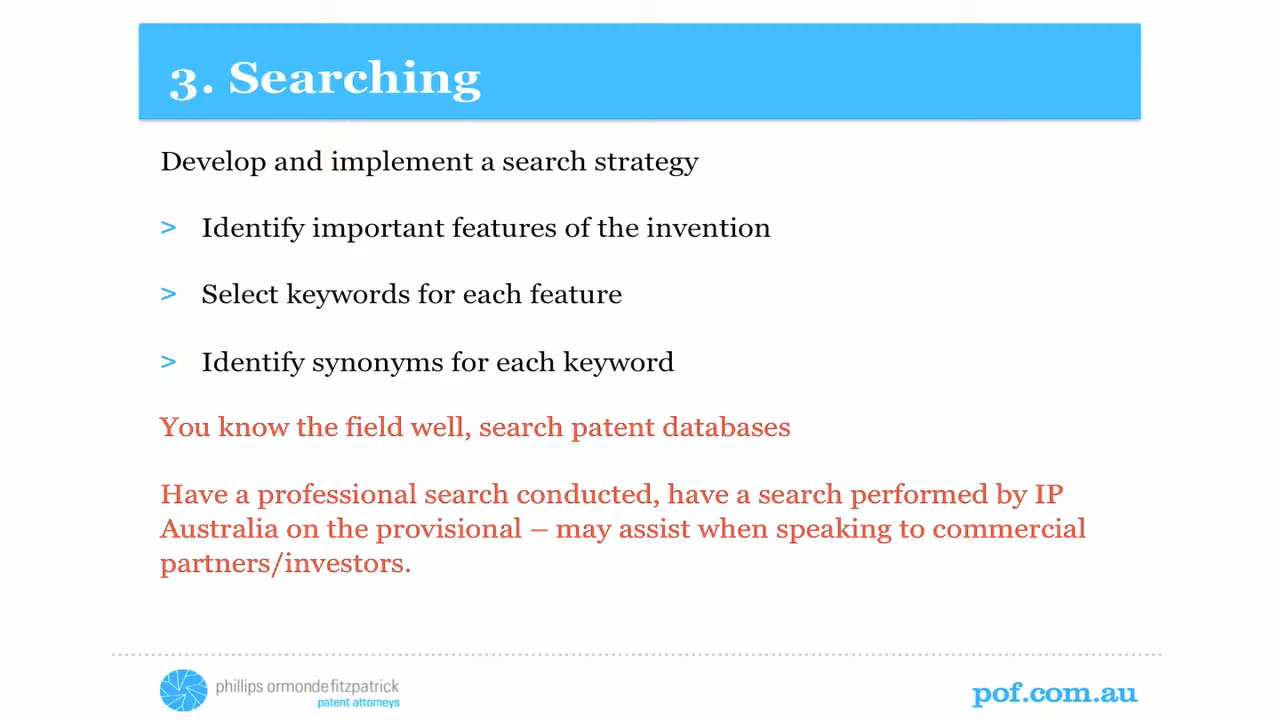 3. Searching
Develop and implement a search strategy
> Identify important features of the invention
> Select keywords for each feature
> Identify synonyms for each keyword
You know the field well, search patent databases
Have a professional search conducted, have a search performed by IP
Australia on the provisional – may assist when speaking to commercial
partners/investors.
phillips ormonde fitzpatrick
patent attorneys
pof.com.au